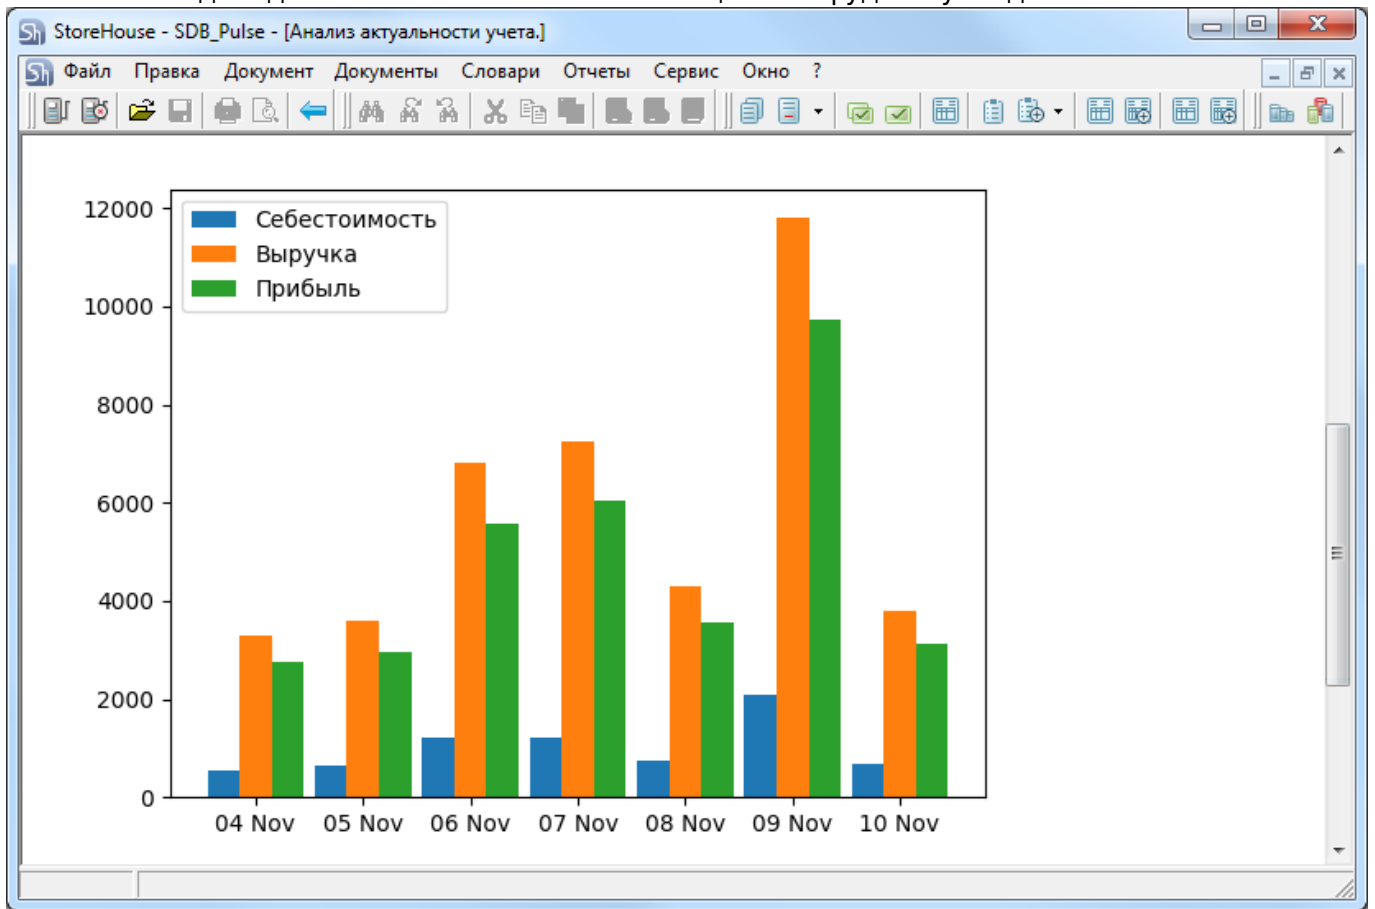 StoreHouse - SDB_Pulse - [Анализ актуальности учета.]
Файл Правка Документ Документы Словари Отчеты Сервис Окно ?
12000
10000
8000
6000
4000
2000
0
Себестоимость
Выручка
Прибыль
04 Nov 05 Nov 06 Nov 07 Nov 08 Nov 09 Nov 10 Nov